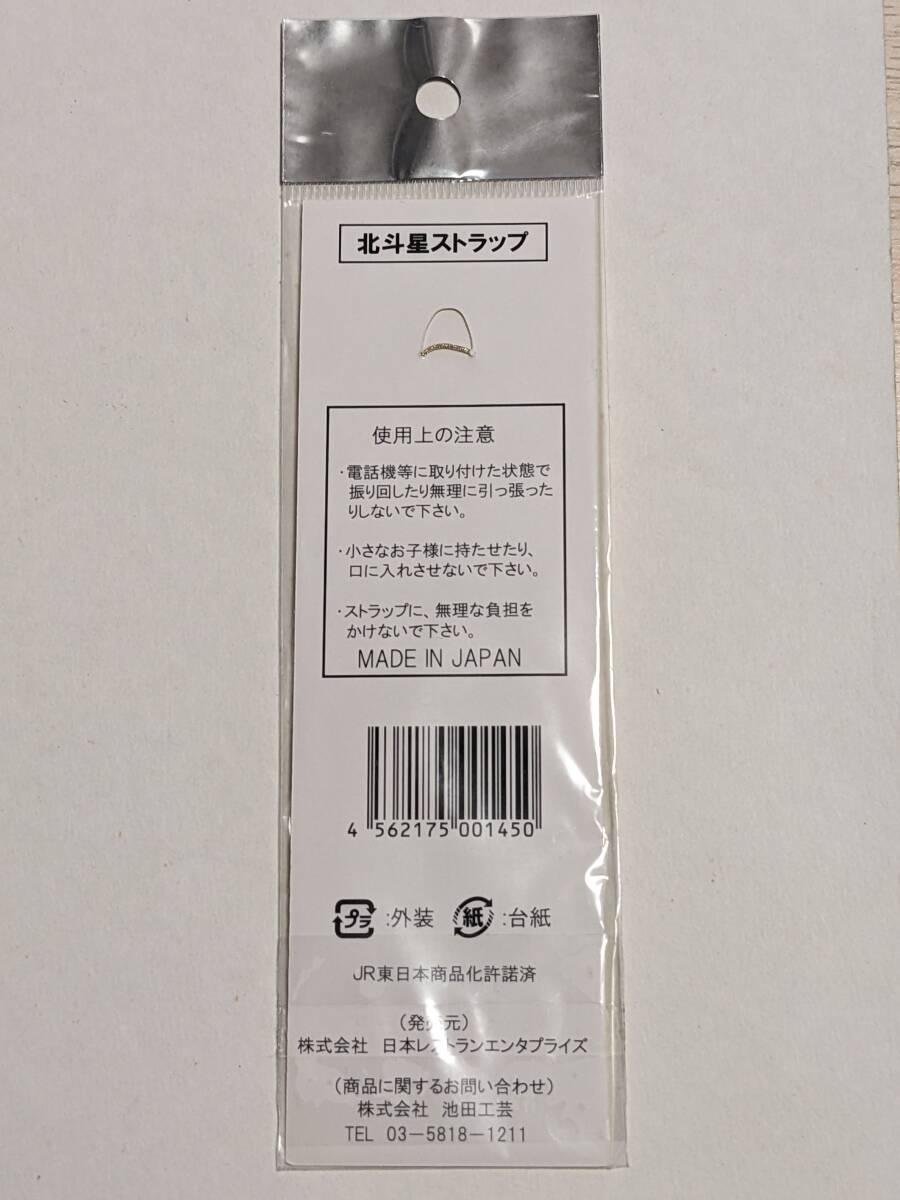 北斗星ストラップ
使用上の注意
・電話機等に取り付けた状態で
振り回したり無理に引っ張った
りしないで下さい。
・小さなお子様に持たせたり、
口に入れさせないで下さい。
・ストラップに、無理な負担を
かけないで下さい。
MADE IN JAPAN
4 562175 001450
プラ :外装 紙 :台紙
JR東日本商品化許諾済
（発売元）
株式会社 日本レストランエンタプライズ
（商品に関するお問い合わせ）
株式会社 池田工芸
TEL 03-5818-1211